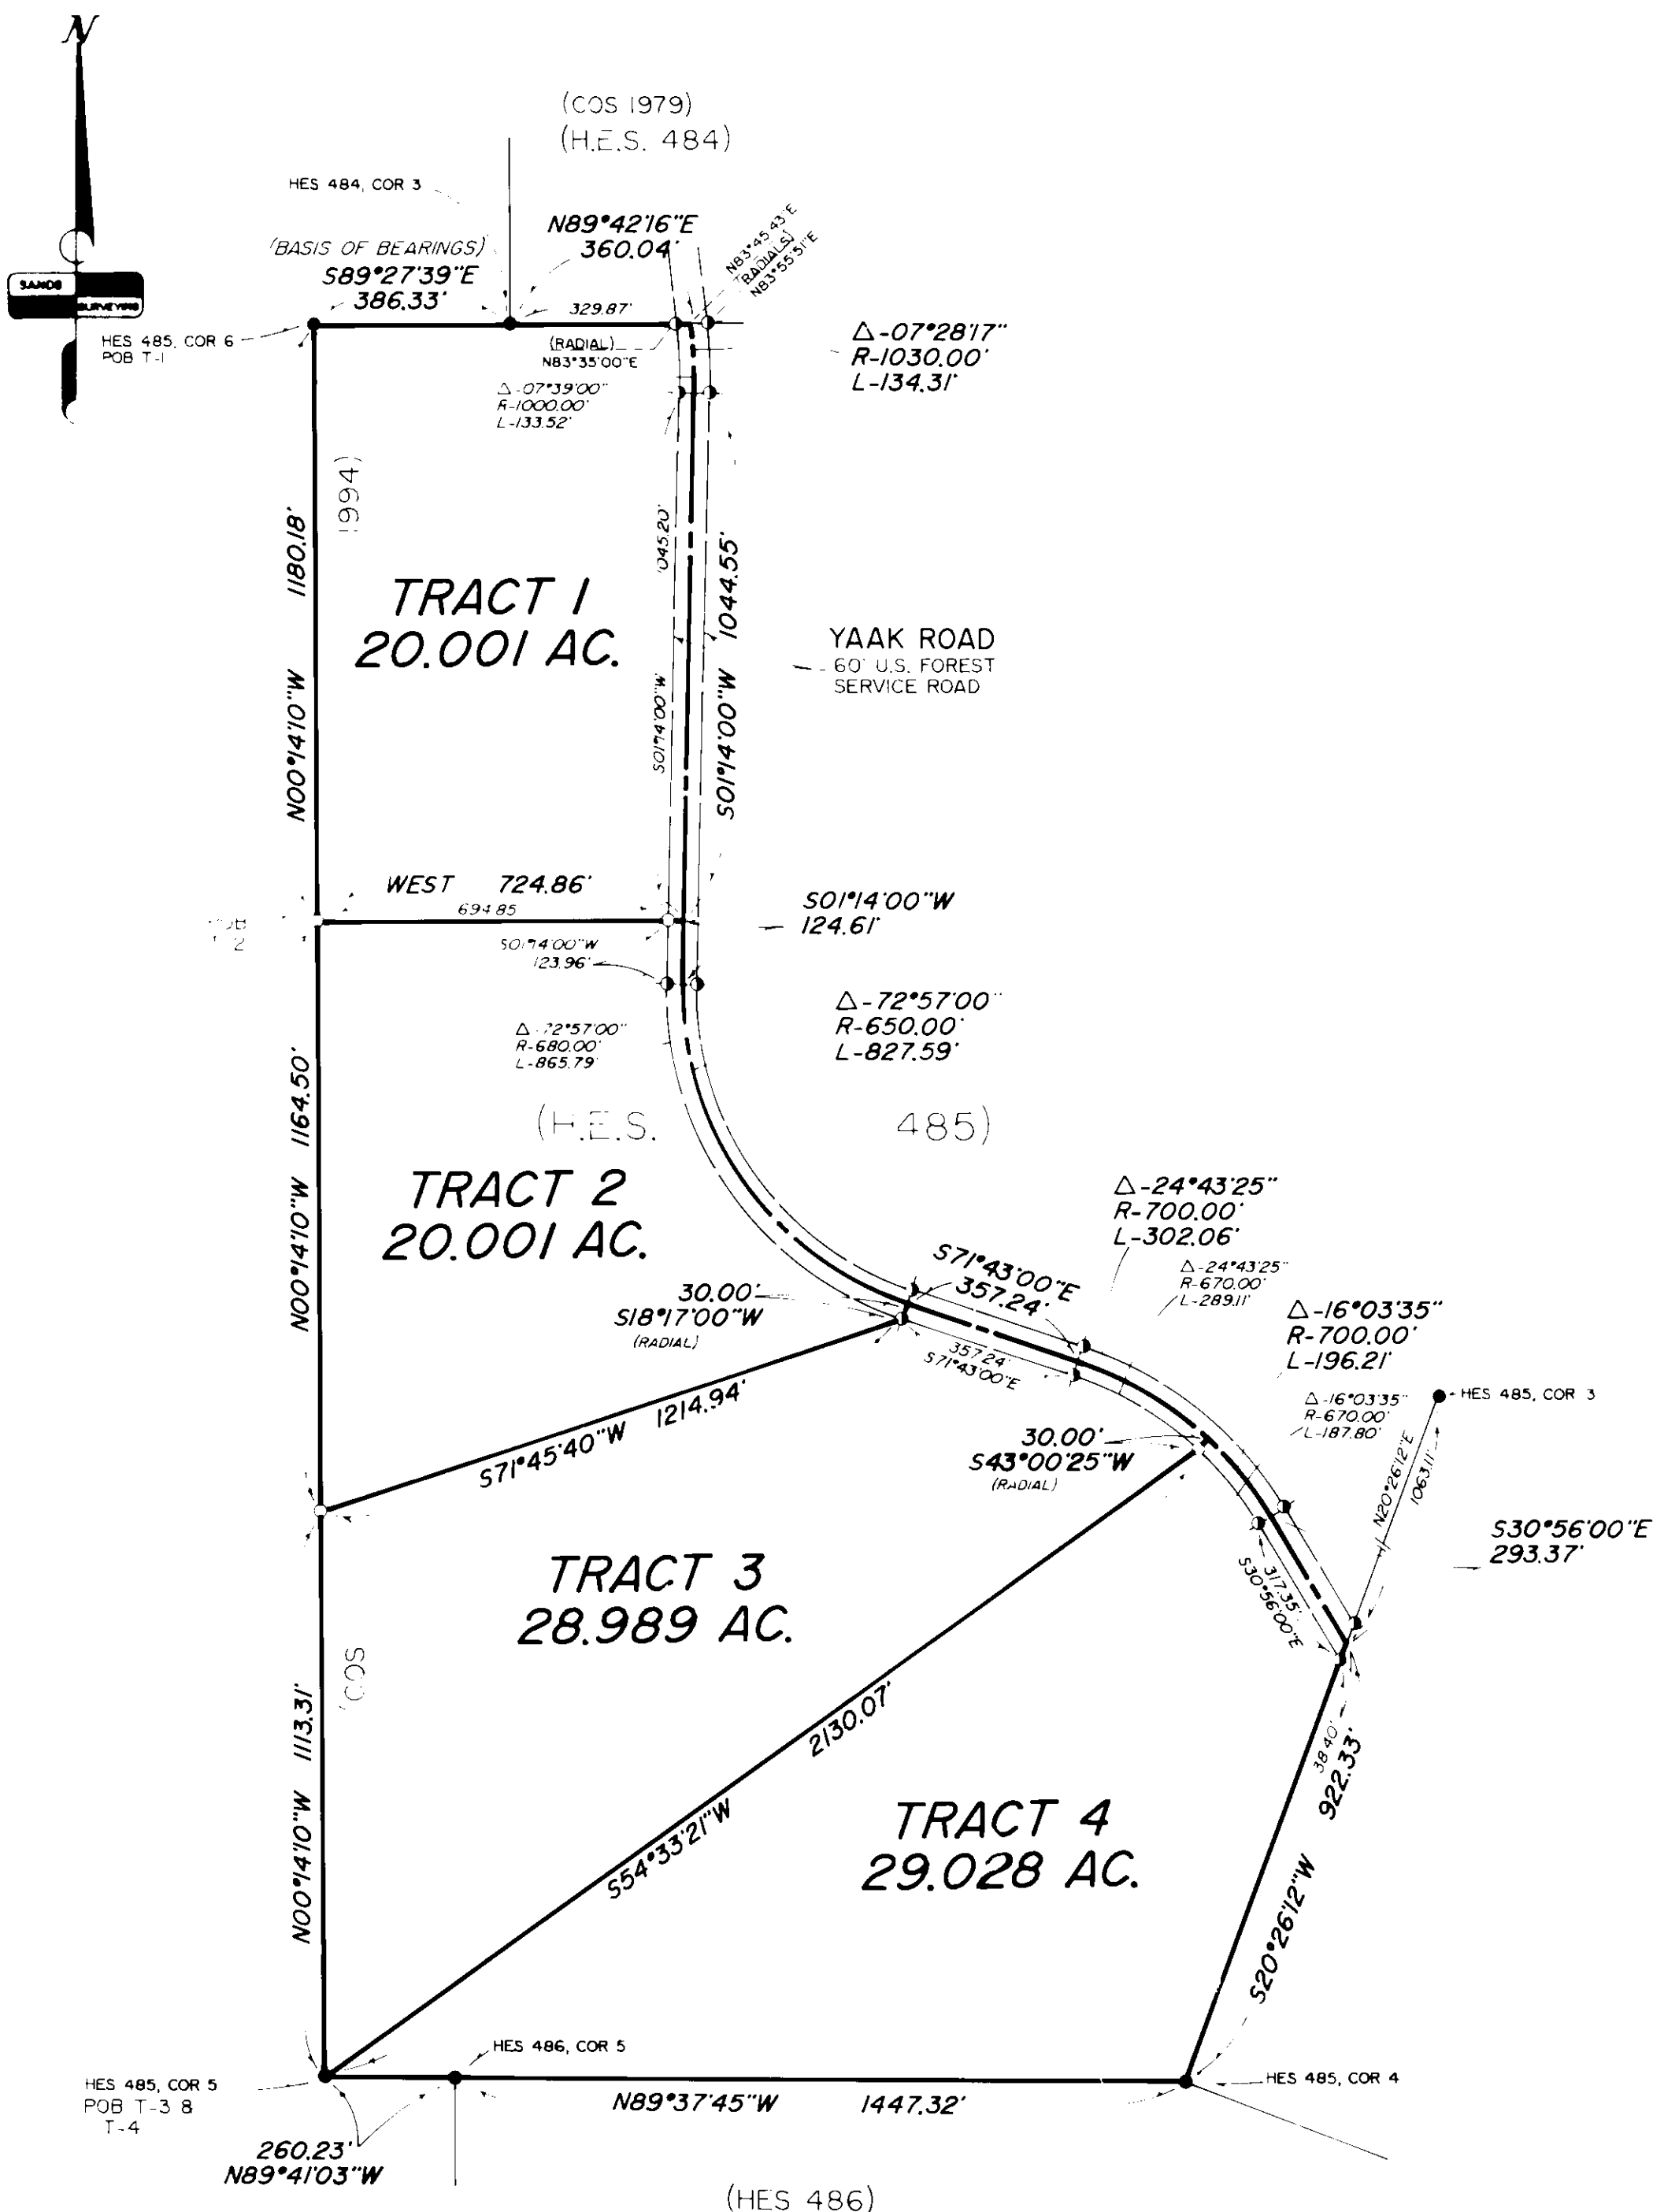 N
(COS 1979)
(H.E.S. 484)
HES 484, COR 3
(BASIS OF BEARINGS)
S89°27'39"E
386.33'
N89°42'16"E
360.04'
N83°45'43"E
(RADIALS)
N83°55'51"E
SANDS
SURVEYING
HES 485, COR 6
POB T-1
329.87'
(RADIAL)
N83°35'00"E
Δ-07°28'17"
R-1030.00'
L-134.31'
Δ-07°39'00"
R-1000.00'
L-133.52'
1994)
N00°14'10"W 1180.18'
TRACT 1
20.001 AC.
S01°14'00"W
045.20'
S01°14'00"W 1044.55'
YAAK ROAD
60' U.S. FOREST
SERVICE ROAD
WEST 724.86'
694.85
S01°14'00"W
124.61'
S01°14'00"W
123.96'
Δ-72°57'00"
R-680.00'
L-865.79'
Δ-72°57'00"
R-650.00'
L-827.59'
N00°14'10"W 1164.50'
(H.E.S. 485)
TRACT 2
20.001 AC.
Δ-24°43'25"
R-700.00'
L-302.06'
S71°43'00"E
357.24'
Δ-24°43'25"
R-670.00'
L-289.11'
30.00'
S18°17'00"W
(RADIAL)
Δ-16°03'35"
R-700.00'
L-196.21'
357.24'
S71°43'00"E
Δ-16°03'35"
R-670.00'
L-187.80'
HES 485, COR 3
S71°45'40"W 1214.94'
30.00'
S43°00'25"W
(RADIAL)
N20°26'12"E
1063.11'
S30°56'00"E
293.37'
317.35'
S30°56'00"E
TRACT 3
28.989 AC.
COS
N00°14'10"W 1113.31'
S54°33'21"W 2130.07'
38.40'
S20°26'12"W 922.33'
TRACT 4
29.028 AC.
HES 486, COR 5
HES 485, COR 5
POB T-3 8
T-4
HES 485, COR 4
N89°37'45"W 1447.32'
260.23'
N89°41'03"W
(HES 486)